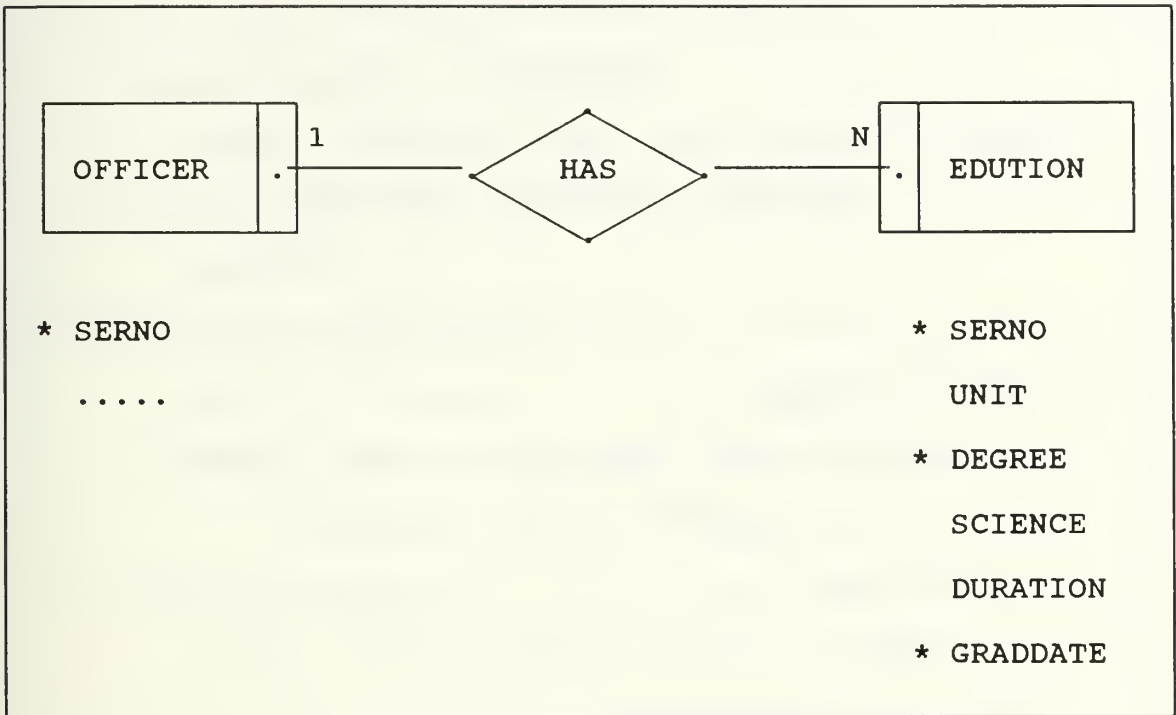 1 N
OFFICER . HAS . EDUTION
* SERNO * SERNO
..... UNIT
* DEGREE
SCIENCE
DURATION
* GRADDATE